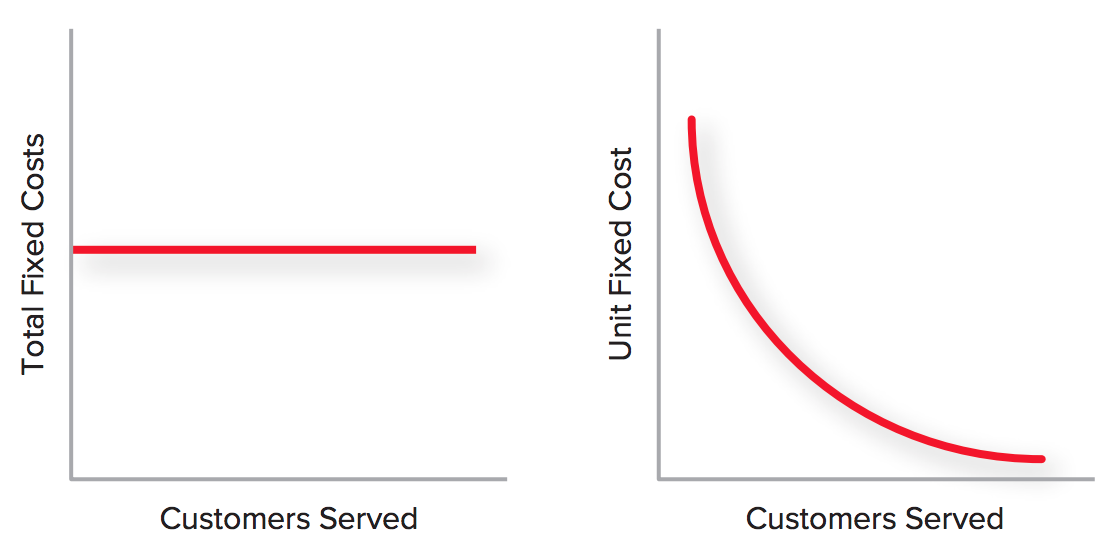 Total Fixed Costs
Customers Served
Unit Fixed Cost
Customers Served